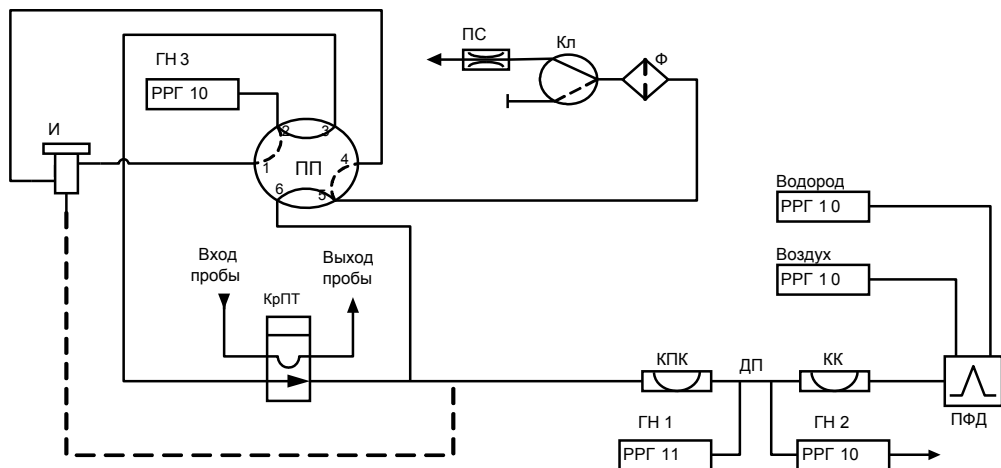 ПС
Кл
Ф
ГН 3
РРГ 10
И
2
3
1
ПП
4
6
5
Водород
РРГ 1 0
Воздух
РРГ 1 0
Вход
пробы
Выход
пробы
КрПТ
КПК
ДП
КК
ПФД
ГН 1
РРГ 11
ГН 2
РРГ 10